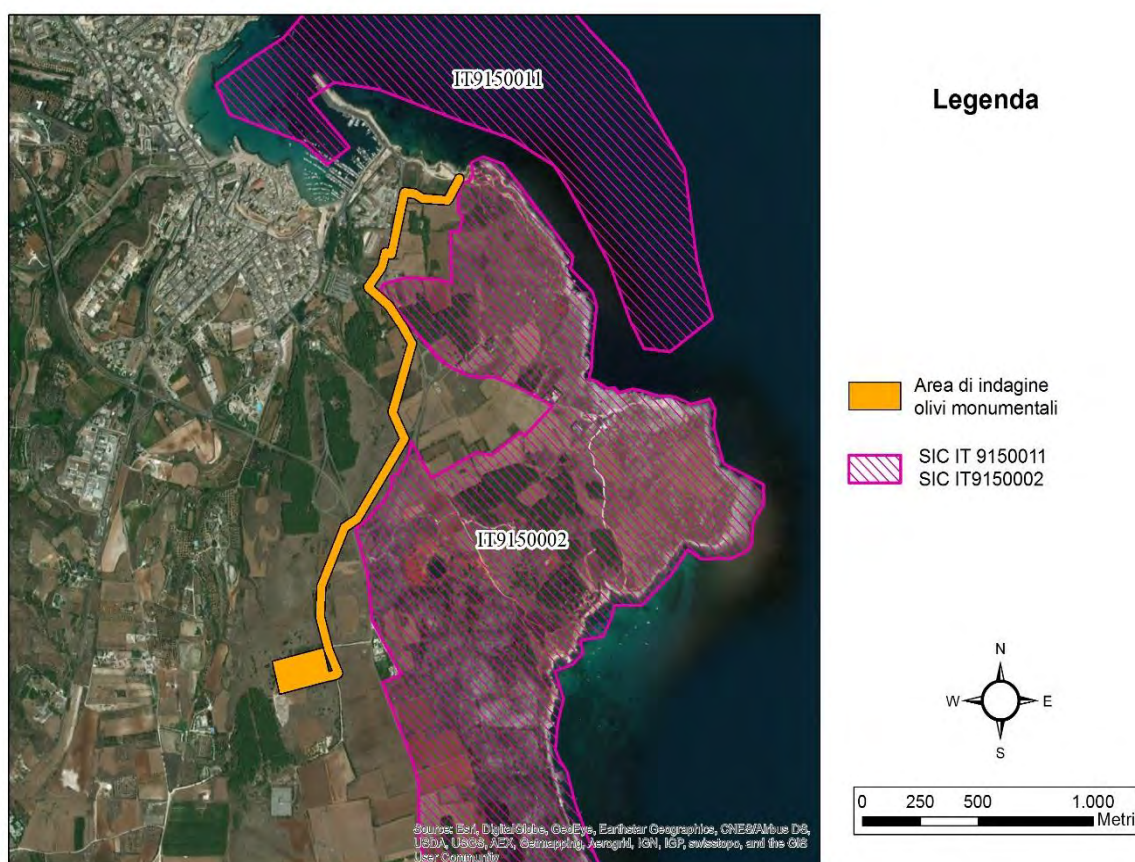 IT9150011
IT9150002
Source: Esri, DigitalGlobe, GeoEye, Earthstar Geographics, CNES/Airbus DS,
USDA, USGS, AEX, Getmapping, Aerogrid, IGN, IGP, swisstopo, and the GIS
User Community
Legenda
Area di indagine
olivi monumentali
SIC IT 9150011
SIC IT9150002
N
W E
S
0 250 500 1.000
Metri